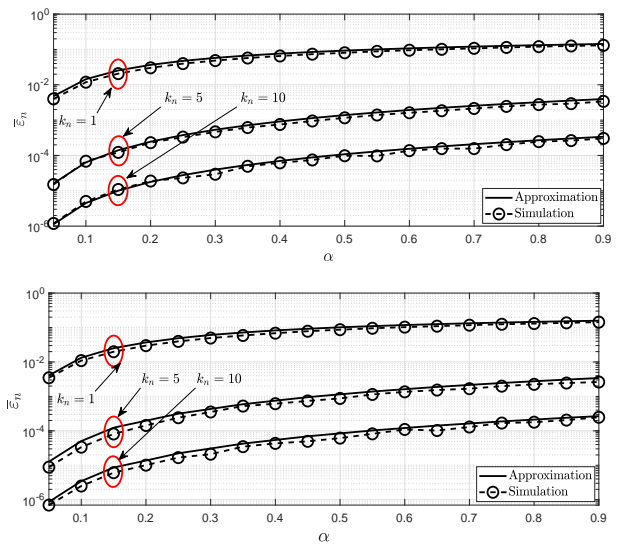 10^0
10^-2
10^-4
10^-6
ε̄_n
k_n = 1
k_n = 5
k_n = 10
Approximation
Simulation
0.1 0.2 0.3 0.4 0.5 0.6 0.7 0.8 0.9
α
10^0
10^-2
10^-4
10^-6
ε̄_n
k_n = 5
k_n = 10
k_n = 1
Approximation
Simulation
0.1 0.2 0.3 0.4 0.5 0.6 0.7 0.8 0.9
α